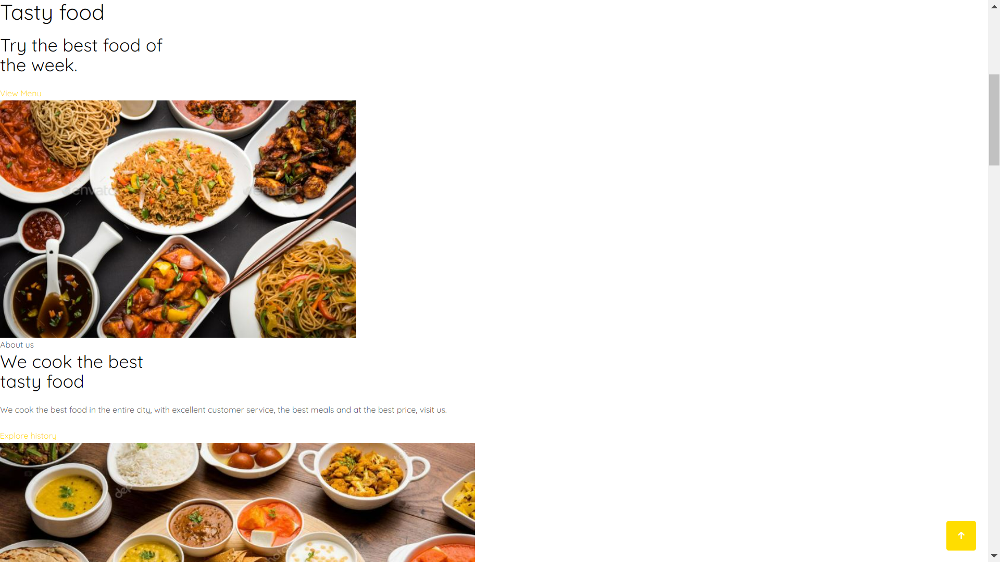 Tasty food
Try the best food of
the week.
View Menu
envato
envato
About us
We cook the best
tasty food
We cook the best food in the entire city, with excellent customer service, the best meals and at the best price, visit us.
Explore history